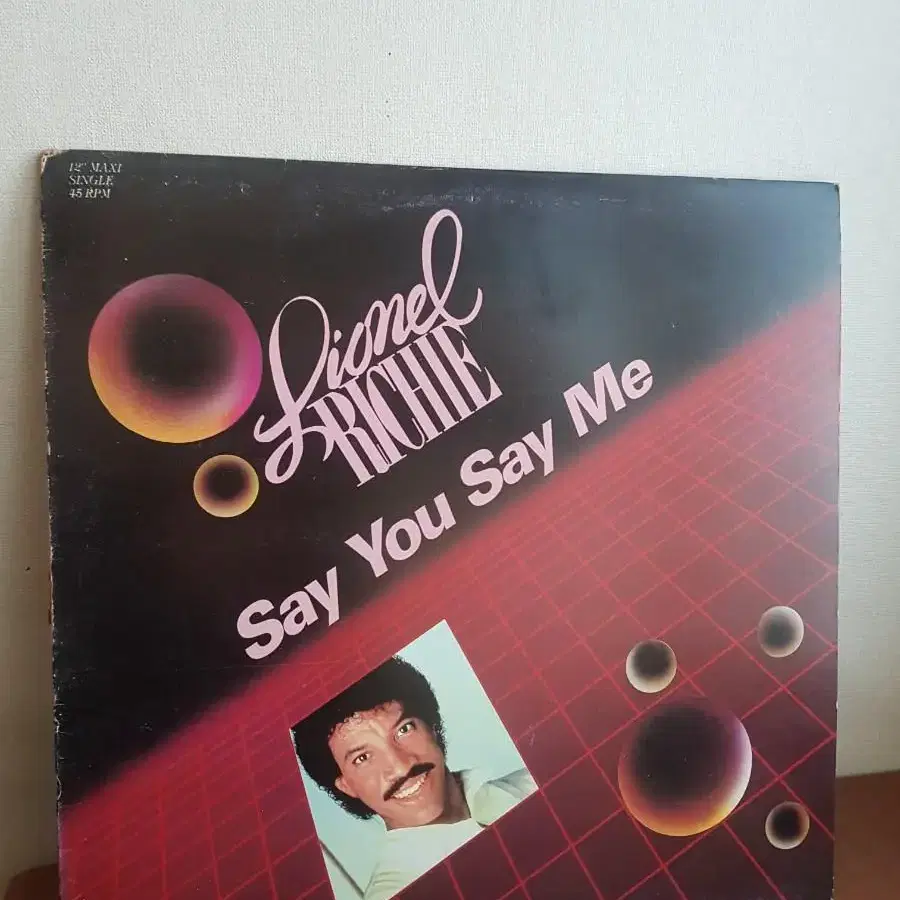 12" MAXI
SINGLE
45 RPM
Lionel
RICHIE
Say You Say Me